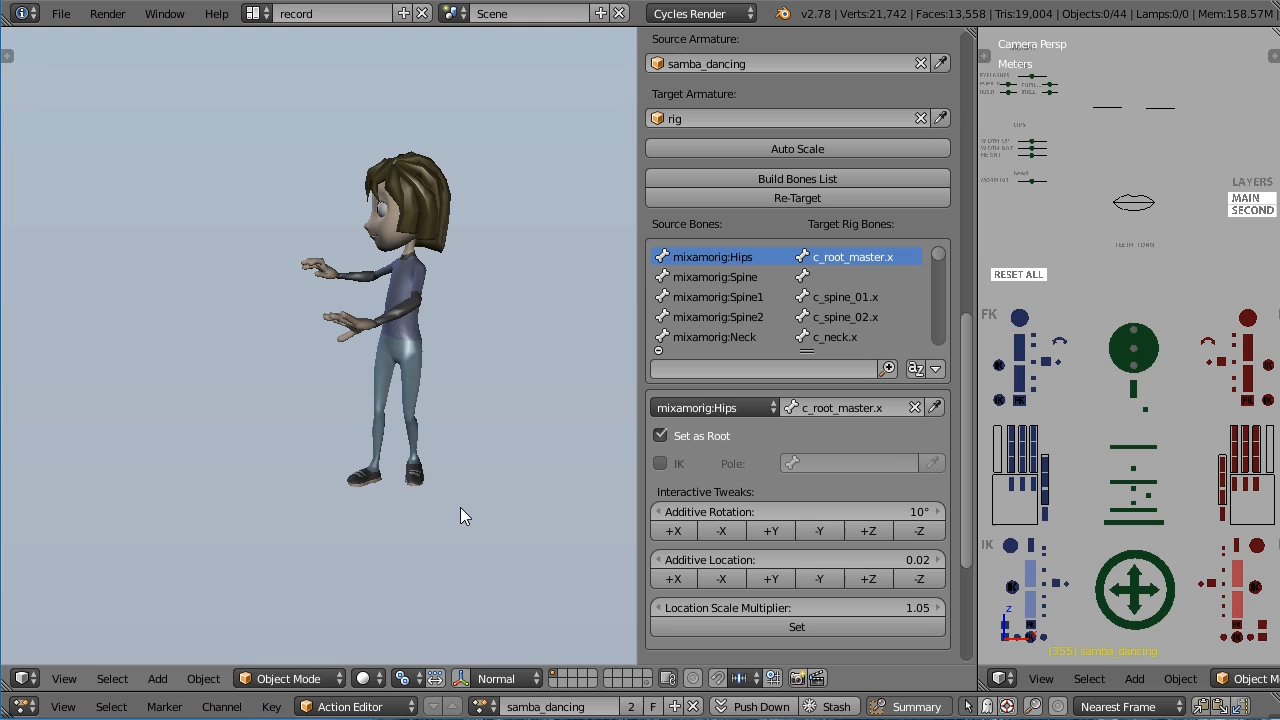 File Render Window Help record Scene Cycles Render v2.78 | Verts:21,742 | Faces:13,558 | Tris:19,004 | Objects:0/44 | Lamps:0/0 | Mem:158.57M
Source Armature:
samba_dancing
Target Armature:
rig
Auto Scale
Build Bones List
Re-Target
Source Bones: Target Rig Bones:
mixamorig:Hips c_root_master.x
mixamorig:Spine
mixamorig:Spine1 c_spine_01.x
mixamorig:Spine2 c_spine_02.x
mixamorig:Neck c_neck.x
az
mixamorig:Hips c_root_master.x
Set as Root
IK Pole:
Interactive Tweaks:
Additive Rotation: 10°
+X -X +Y -Y +Z -Z
Additive Location: 0.02
+X -X +Y -Y +Z -Z
Location Scale Multiplier: 1.05
Set
Camera Persp
Meters
LIPS
HEIGHT
head
LAYERS
MAIN
SECOND
RESET ALL
FK
IK
z
(355) samba_dancing
View Select Add Object Object Mode Normal View Select Add Object Object M
View Select Marker Channel Key Action Editor samba_dancing 2 F Push Down Stash Summary Nearest Frame